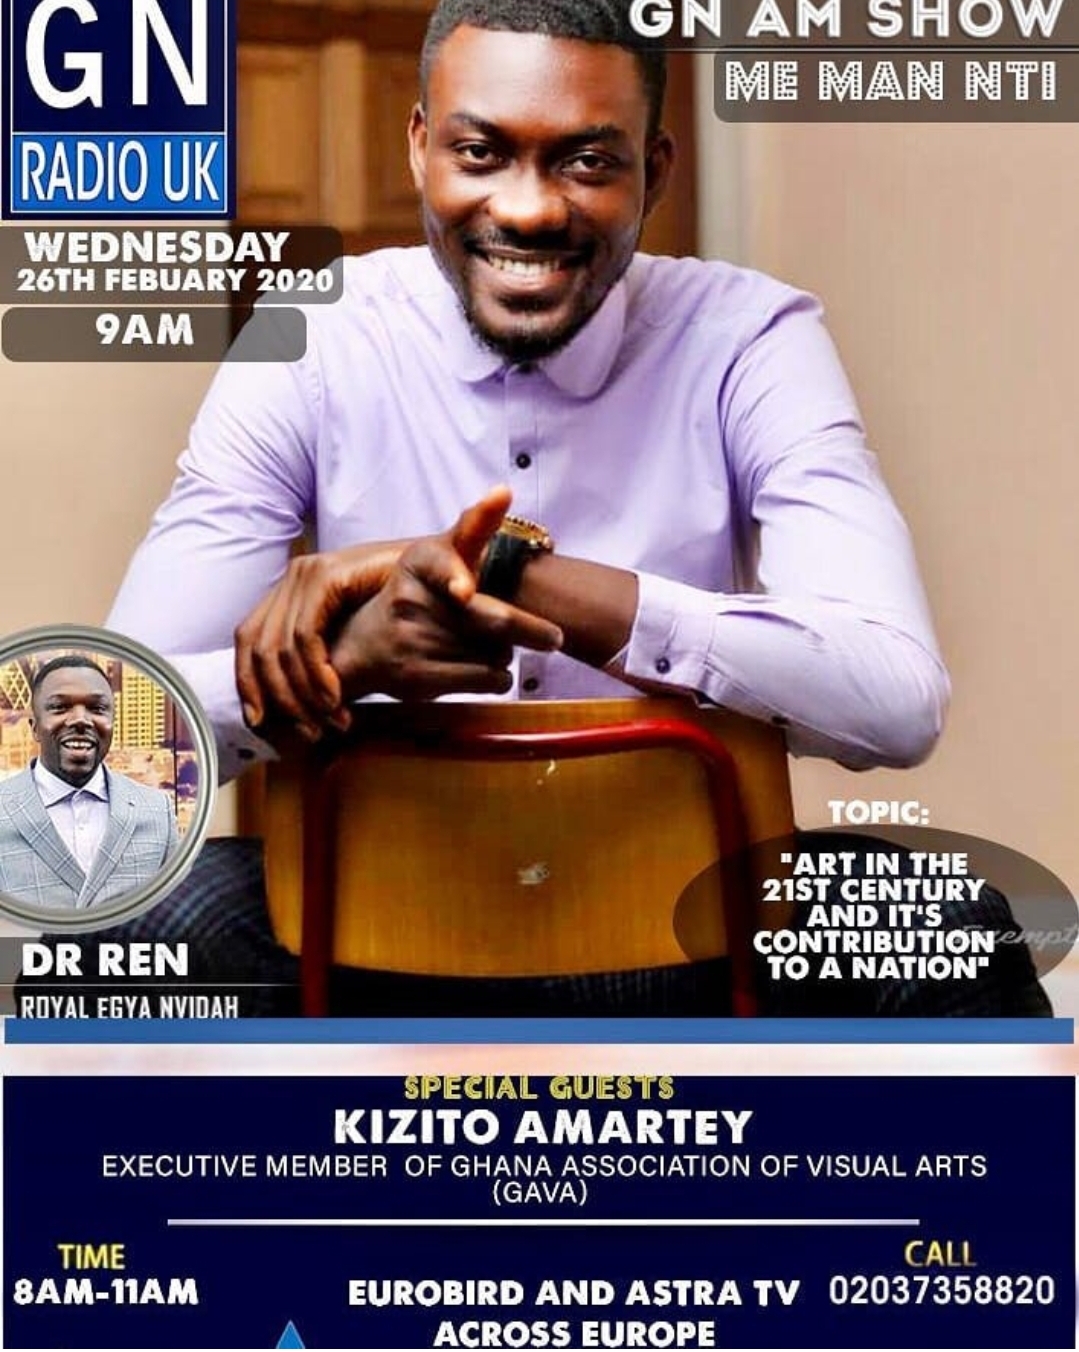 GN
RADIO UK
GN AM SHOW
ME MAN NTI
WEDNESDAY
26TH FEBUARY 2020
9AM
DR REN
ROYAL EGYA NVIDAH
TOPIC:
"ART IN THE
21ST CENTURY
AND IT'S
CONTRIBUTION
TO A NATION"
SPECIAL GUESTS
KIZITO AMARTEY
EXECUTIVE MEMBER OF GHANA ASSOCIATION OF VISUAL ARTS
(GAVA)
TIME
8AM-11AM
EUROBIRD AND ASTRA TV
ACROSS EUROPE
CALL
02037358820